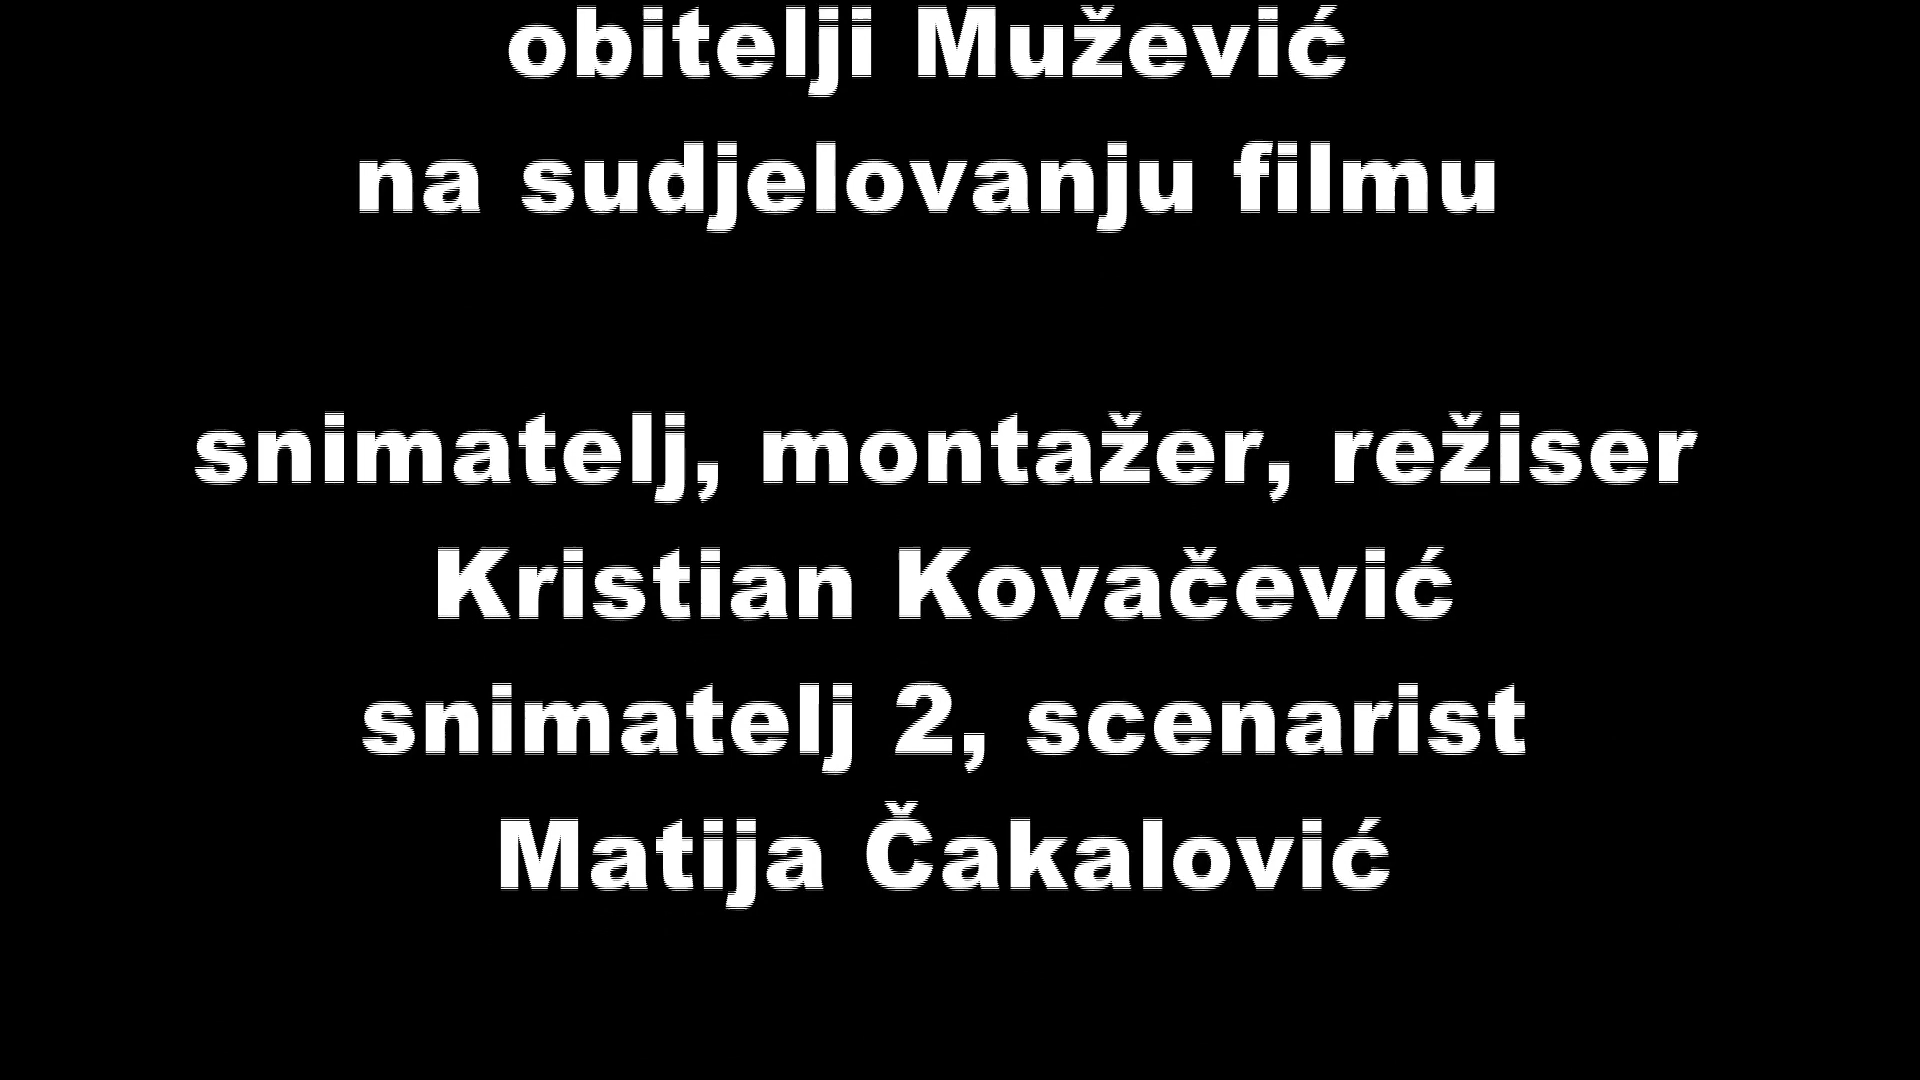 obitelji Mužević
na sudjelovanju filmu
snimatelj, montažer, režiser
Kristian Kovačević
snimatelj 2, scenarist
Matija Čakalović